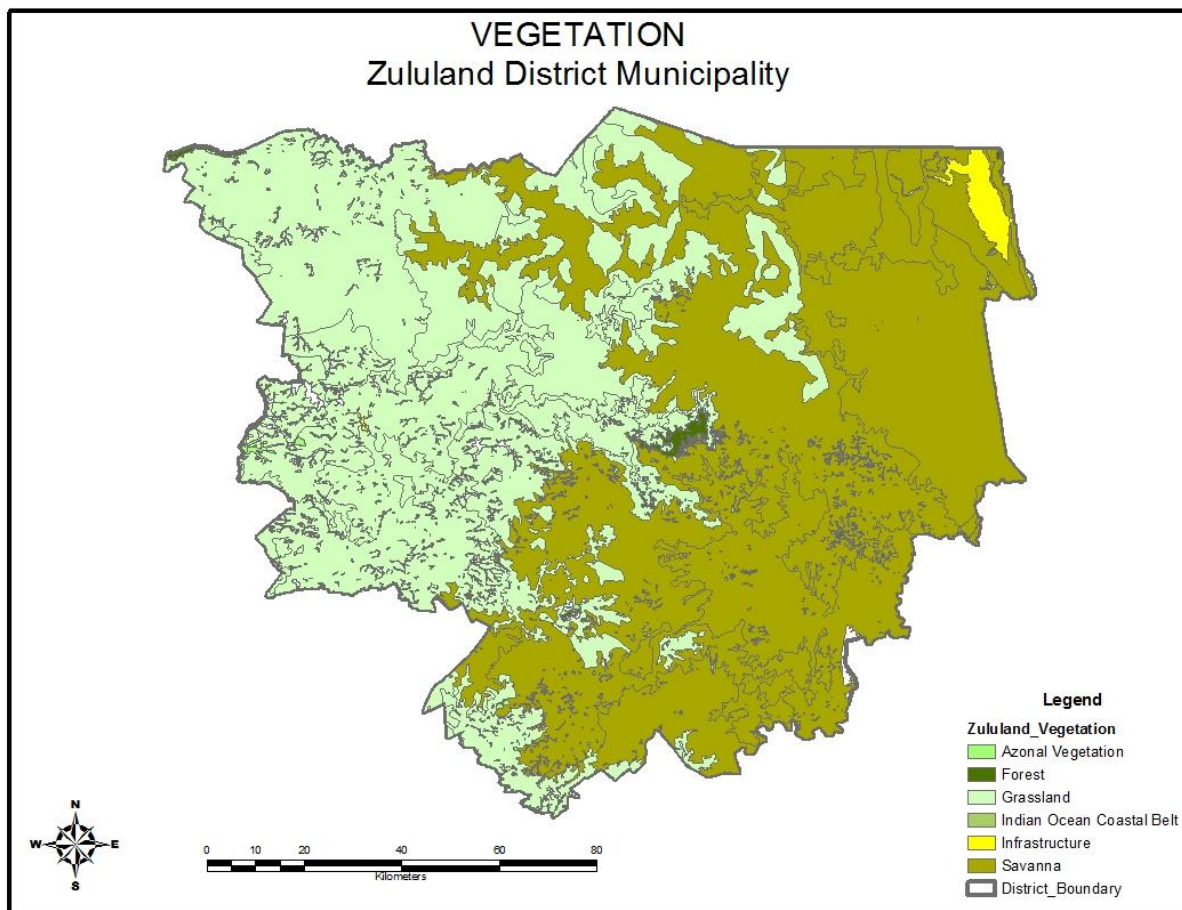 VEGETATION
Zululand District Municipality
N
W E
S
0 10 20 40 60 80
Kilometers
Legend
Zululand_Vegetation
Azonal Vegetation
Forest
Grassland
Indian Ocean Coastal Belt
Infrastructure
Savanna
District_Boundary